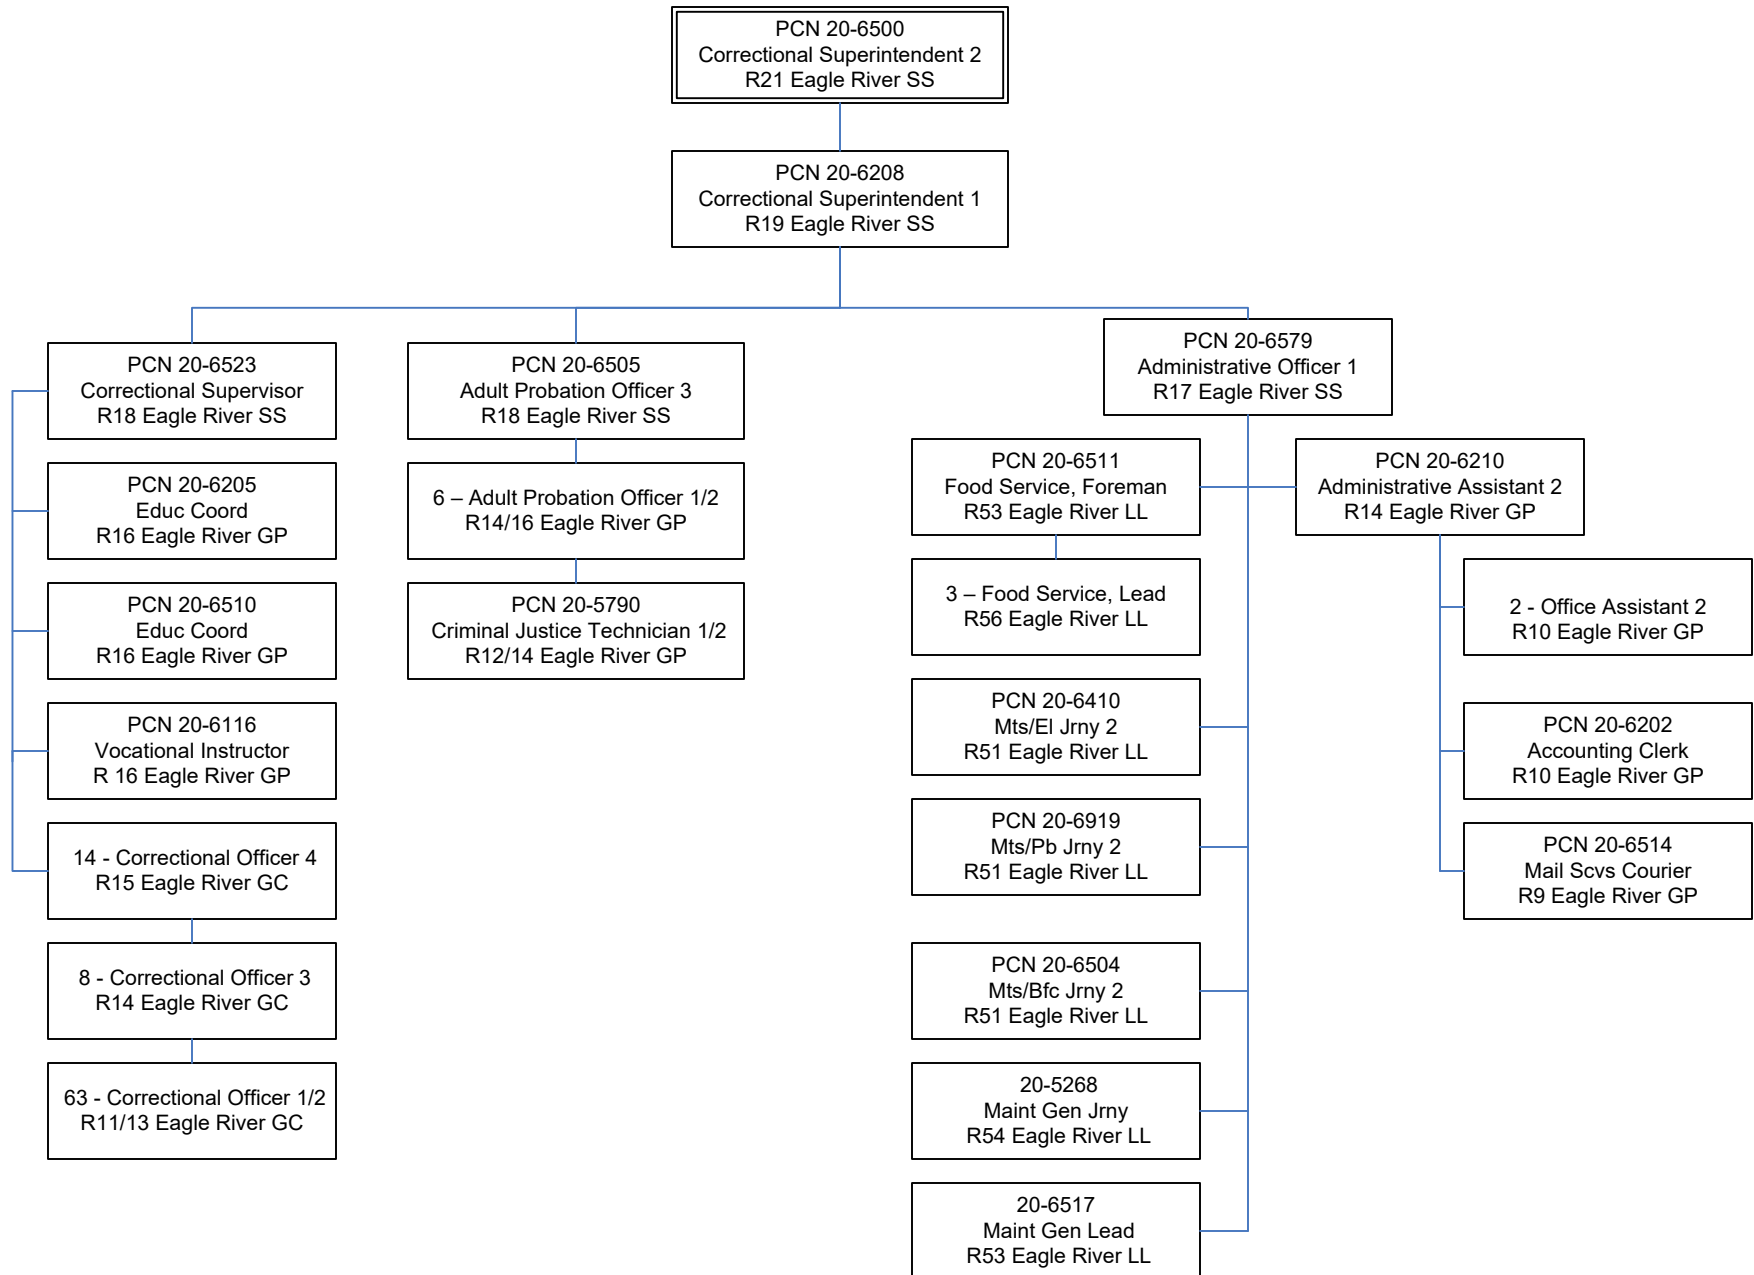 PCN 20-6500
Correctional Superintendent 2
R21 Eagle River SS
PCN 20-6208
Correctional Superintendent 1
R19 Eagle River SS
PCN 20-6523
Correctional Supervisor
R18 Eagle River SS
PCN 20-6205
Educ Coord
R16 Eagle River GP
PCN 20-6510
Educ Coord
R16 Eagle River GP
PCN 20-6116
Vocational Instructor
R 16 Eagle River GP
14 - Correctional Officer 4
R15 Eagle River GC
8 - Correctional Officer 3
R14 Eagle River GC
63 - Correctional Officer 1/2
R11/13 Eagle River GC
PCN 20-6505
Adult Probation Officer 3
R18 Eagle River SS
6 – Adult Probation Officer 1/2
R14/16 Eagle River GP
PCN 20-5790
Criminal Justice Technician 1/2
R12/14 Eagle River GP
PCN 20-6579
Administrative Officer 1
R17 Eagle River SS
PCN 20-6511
Food Service, Foreman
R53 Eagle River LL
3 – Food Service, Lead
R56 Eagle River LL
PCN 20-6410
Mts/El Jrny 2
R51 Eagle River LL
PCN 20-6919
Mts/Pb Jrny 2
R51 Eagle River LL
PCN 20-6504
Mts/Bfc Jrny 2
R51 Eagle River LL
20-5268
Maint Gen Jrny
R54 Eagle River LL
20-6517
Maint Gen Lead
R53 Eagle River LL
PCN 20-6210
Administrative Assistant 2
R14 Eagle River GP
2 - Office Assistant 2
R10 Eagle River GP
PCN 20-6202
Accounting Clerk
R10 Eagle River GP
PCN 20-6514
Mail Scvs Courier
R9 Eagle River GP